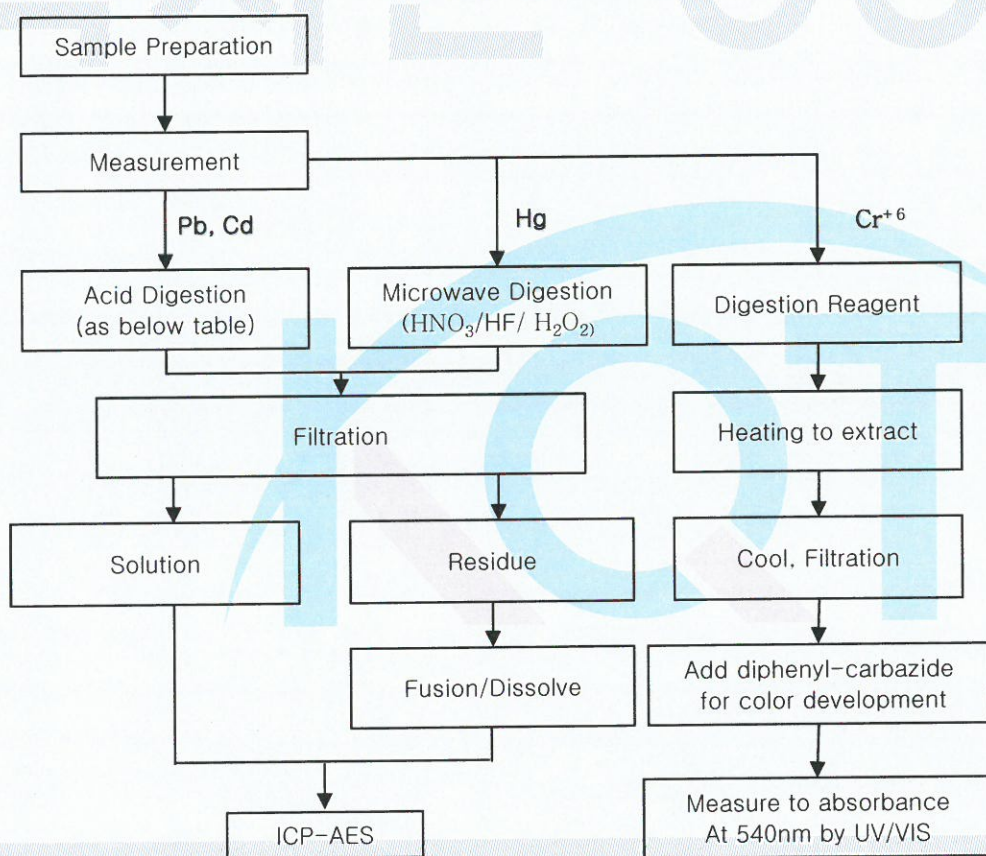 Sample Preparation
Measurement
Pb, Cd
Hg
Cr⁺⁶
Acid Digestion
(as below table)
Microwave Digestion
(HNO₃/HF/ H₂O₂)
Digestion Reagent
Filtration
Heating to extract
Solution
Residue
Cool, Filtration
Fusion/Dissolve
Add diphenyl-carbazide
for color development
ICP-AES
Measure to absorbance
At 540nm by UV/VIS